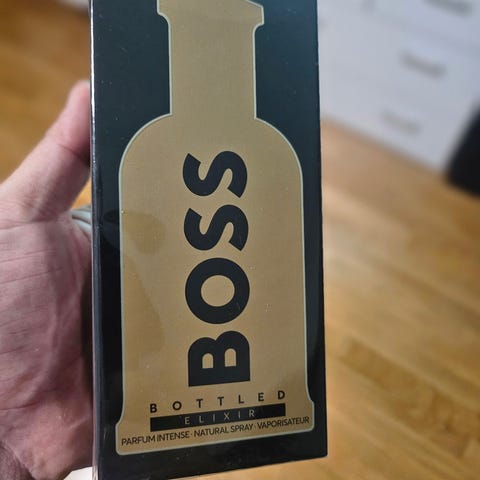 BOSS
BOTTLED
ELIXIR
PARFUM INTENSE · NATURAL SPRAY · VAPORISATEUR